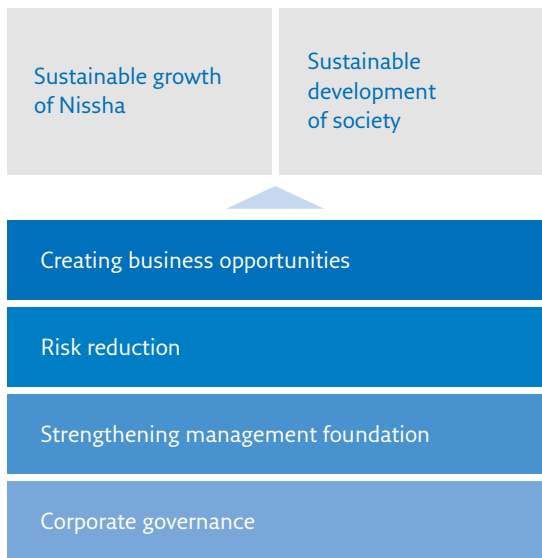 Sustainable growth
of Nissha
Sustainable
development
of society
Creating business opportunities
Risk reduction
Strengthening management foundation
Corporate governance